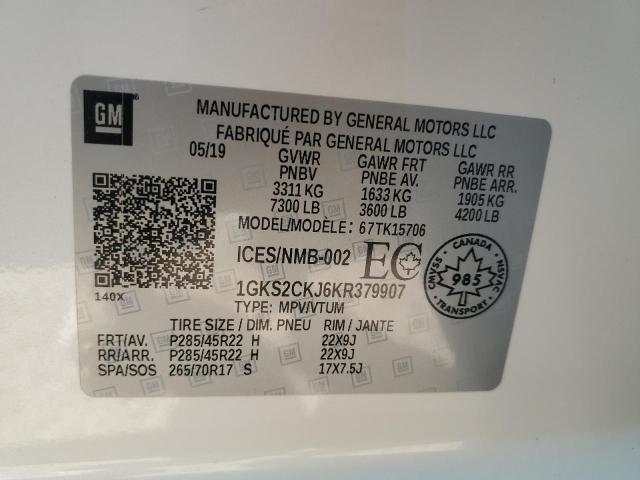 GM
MANUFACTURED BY GENERAL MOTORS LLC
FABRIQUÉ PAR GENERAL MOTORS LLC
05/19 GVWR GAWR FRT GAWR RR
PNBV PNBE AV. PNBE ARR.
3311 KG 1633 KG 1905 KG
7300 LB 3600 LB 4200 LB
MODEL/MODÈLE: 67TK15706
ICES/NMB-002 EC
CANADA
CMVSS 985 NSVAC
140X
1GKS2CKJ6KR379907
TYPE: MPV/VTUM
TIRE SIZE / DIM. PNEU RIM / JANTE
FRT/AV. P285/45R22 H 22X9J
RR/ARR. P285/45R22 H 22X9J
SPA/SOS 265/70R17 S 17X7.5J